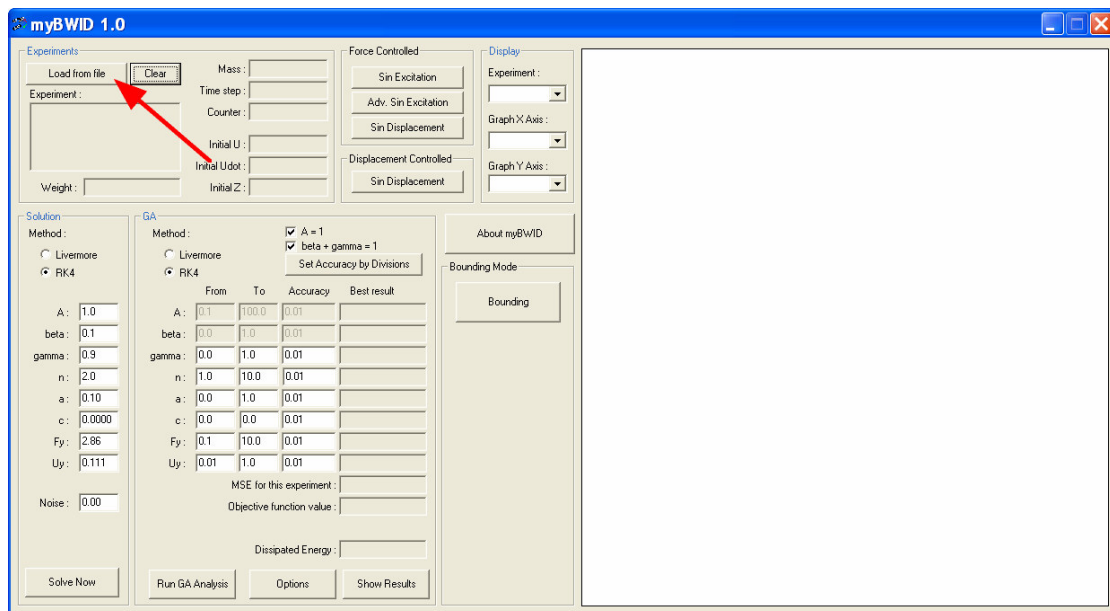 myBWID 1.0
Experiments
Load from file
Clear
Experiment :
Weight :
Mass :
Time step :
Counter :
Initial U :
Initial Udot :
Initial Z :
Force Controlled
Sin Excitation
Adv. Sin Excitation
Sin Displacement
Displacement Controlled
Sin Displacement
Display
Experiment :
Graph X Axis :
Graph Y Axis :
Solution
Method :
Livermore
RK4
A : 1.0
beta : 0.1
gamma : 0.9
n : 2.0
a : 0.10
c : 0.0000
Fy : 2.86
Uy : 0.111
Noise : 0.00
Solve Now
GA
Method :
Livermore
RK4
A = 1
beta + gamma = 1
Set Accuracy by Divisions
From To Accuracy Best result
A : 0.1 100.0 0.01
beta : 0.0 1.0 0.01
gamma : 0.0 1.0 0.01
n : 1.0 10.0 0.01
a : 0.0 1.0 0.01
c : 0.0 0.0 0.01
Fy : 0.1 10.0 0.01
Uy : 0.01 1.0 0.01
MSE for this experiment :
Objective function value :
Dissipated Energy :
Run GA Analysis
Options
Show Results
About myBWID
Bounding Mode
Bounding